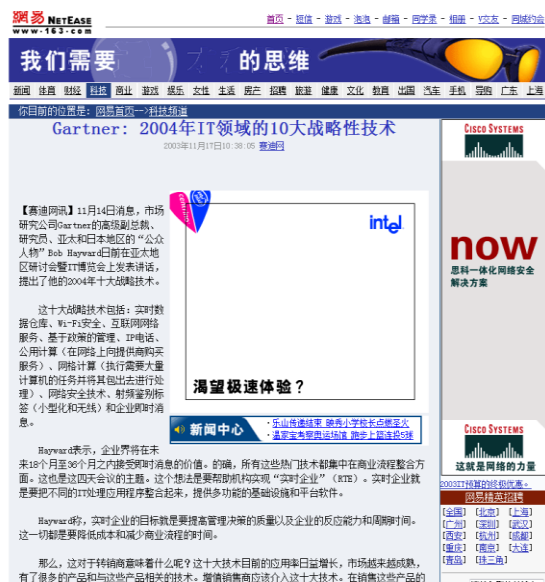 网易 NETEASE
www.163.com
首页 - 短信 - 游戏 - 泡泡 - 邮箱 - 同学录 - 相册 - V交友 - 同城约会
我们需要 方 的思维
新闻 体育 财经 科技 商业 游戏 娱乐 女性 生活 房产 招聘 旅游 健康 文化 教育 出国 汽车 手机 导购 广东 上海
你目前的位置是: 网易首页-->科技频道
Gartner: 2004年IT领域的10大战略性技术
2003年11月17日10:38:05 赛迪网
【赛迪网讯】11月14日消息，市场
研究公司Gartner的高级副总裁、
研究员、亚太和日本地区的“公众
人物”Bob Hayward日前在亚太地
区研讨会暨IT博览会上发表讲话，
提出了他的2004年十大战略技术。
这十大战略技术包括：实时数
据仓库、Wi-Fi安全、互联网网络
服务、基于政策的管理、IP电话、
公用计算（在网络上向提供商购买
服务）、网格计算（执行需要大量
计算机的任务并将其包出去进行处
理）、网络安全技术、射频鉴别标
签（小型化和无线）和企业即时消
息。
intel
渴望极速体验？
新闻中心
·乐山传递结束 映秀小学校长点燃圣火
·温家宝考察奥运场馆 跑步上篮连投5球
Hayward表示，企业界将在未
来18个月至36个月之内接受即时消息的价值。的确，所有这些热门技术都集中在商业流程整合方
面。这也是这四天会议的主题。这个想法是要帮助机构实现“实时企业”（RTE）。实时企业就
是要把不同的IT处理应用程序整合起来，提供多功能的基础设施和平台软件。
Hayward称，实时企业的目标就是要提高管理决策的质量以及企业的反应能力和周期时间。
这一切都是要降低成本和减少商业流程的时间。
那么，这对于转销商意味着什么呢？这十大技术目前的应用率日益增长，市场越来越成熟，
有了很多的产品和与这些产品相关的技术。增值销售商应该介入这十大技术。在销售这些产品的
CISCO SYSTEMS
now
思科一体化网络安全
解决方案
CISCO SYSTEMS
这就是网络的力量
2003IT预算的终极优惠。
网易精英招聘
[全国] [北京] [上海]
[广州] [深圳] [武汉]
[西安] [杭州] [成都]
[重庆] [南京] [大连]
[青岛] [珠三角]